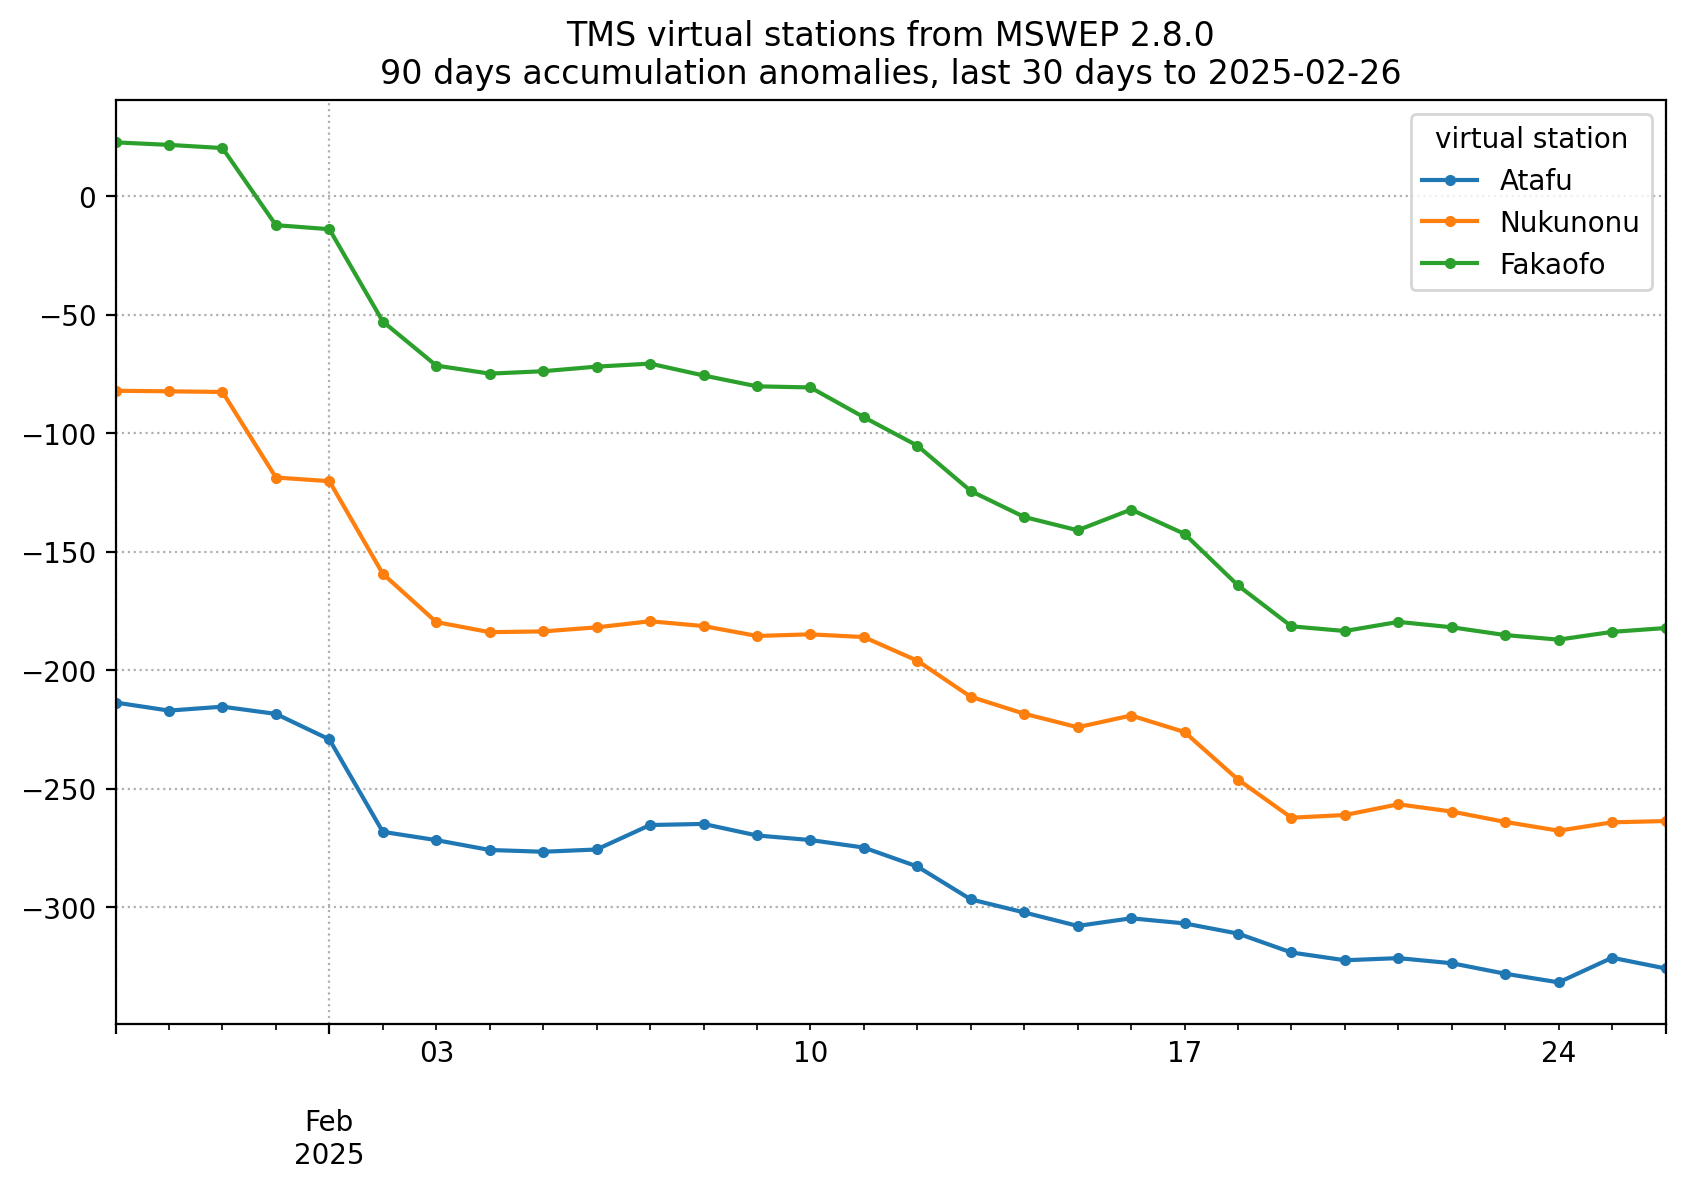 TMS virtual stations from MSWEP 2.8.0
90 days accumulation anomalies, last 30 days to 2025-02-26
virtual station
Atafu
Nukunonu
Fakaofo
0
−50
−100
−150
−200
−250
−300
03
10
17
24
Feb
2025